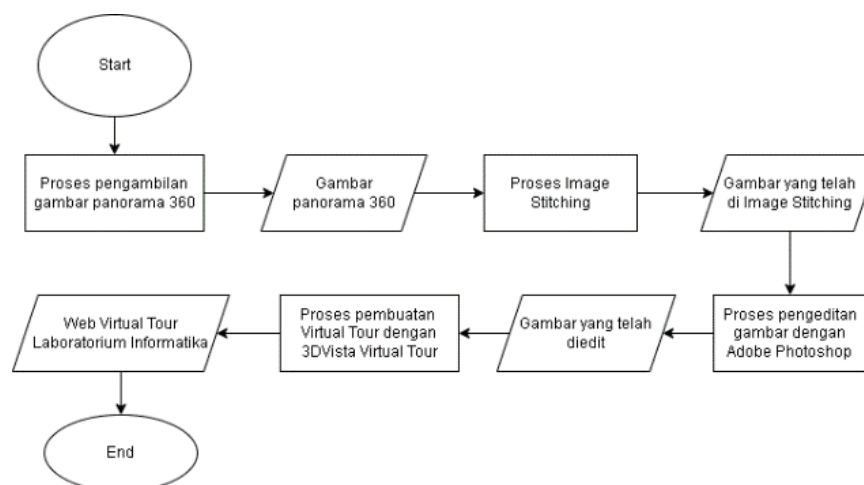 Start
Proses pengambilan
gambar panorama 360
Gambar
panorama 360
Proses Image
Stitching
Gambar yang telah
di Image Stitching
Proses pengeditan
gambar dengan
Adobe Photoshop
Gambar yang telah
diedit
Proses pembuatan
Virtual Tour dengan
3DVista Virtual Tour
Web Virtual Tour
Laboratorium Informatika
End